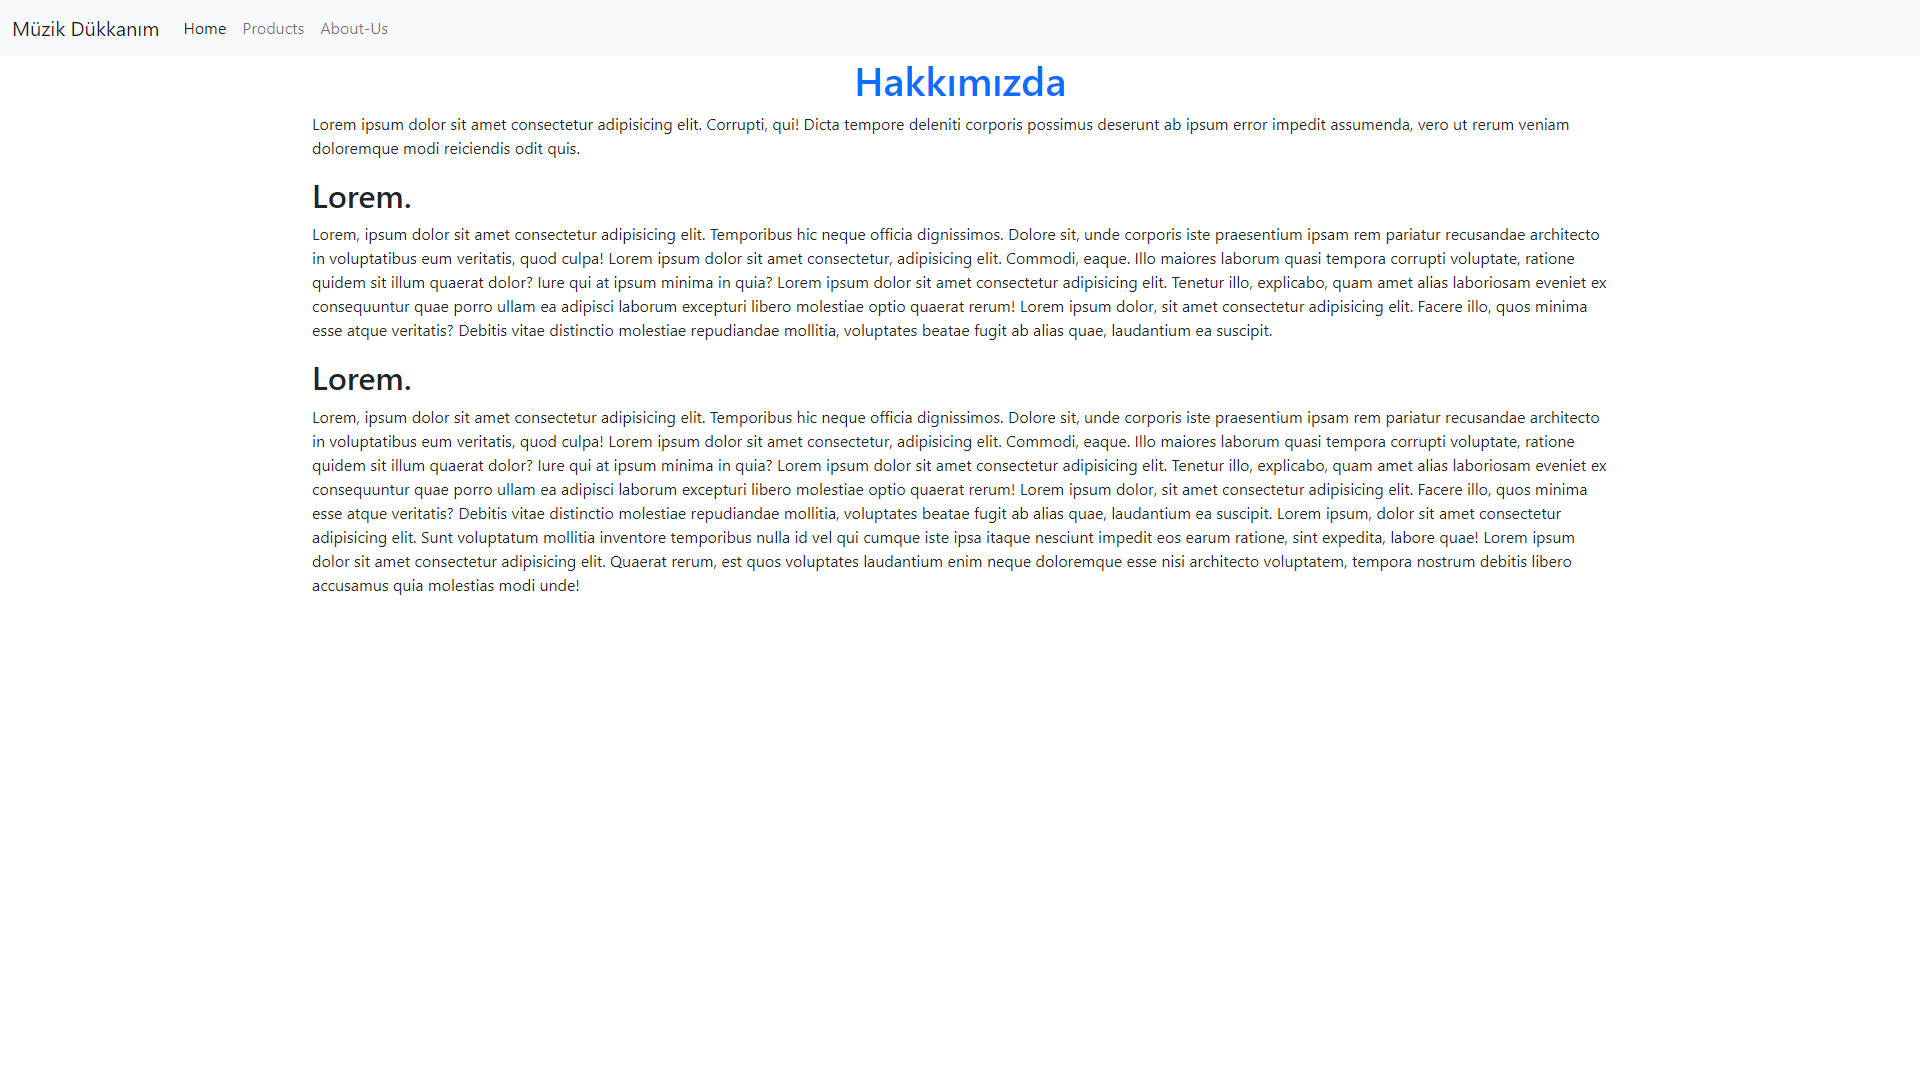 Müzik Dükkanım Home Products About-Us
Hakkımızda
Lorem ipsum dolor sit amet consectetur adipisicing elit. Corrupti, qui! Dicta tempore deleniti corporis possimus deserunt ab ipsum error impedit assumenda, vero ut rerum veniam
doloremque modi reiciendis odit quis.
Lorem.
Lorem, ipsum dolor sit amet consectetur adipisicing elit. Temporibus hic neque officia dignissimos. Dolore sit, unde corporis iste praesentium ipsam rem pariatur recusandae architecto
in voluptatibus eum veritatis, quod culpa! Lorem ipsum dolor sit amet consectetur, adipisicing elit. Commodi, eaque. Illo maiores laborum quasi tempora corrupti voluptate, ratione
quidem sit illum quaerat dolor? Iure qui at ipsum minima in quia? Lorem ipsum dolor sit amet consectetur adipisicing elit. Tenetur illo, explicabo, quam amet alias laboriosam eveniet ex
consequuntur quae porro ullam ea adipisci laborum excepturi libero molestiae optio quaerat rerum! Lorem ipsum dolor, sit amet consectetur adipisicing elit. Facere illo, quos minima
esse atque veritatis? Debitis vitae distinctio molestiae repudiandae mollitia, voluptates beatae fugit ab alias quae, laudantium ea suscipit.
Lorem.
Lorem, ipsum dolor sit amet consectetur adipisicing elit. Temporibus hic neque officia dignissimos. Dolore sit, unde corporis iste praesentium ipsam rem pariatur recusandae architecto
in voluptatibus eum veritatis, quod culpa! Lorem ipsum dolor sit amet consectetur, adipisicing elit. Commodi, eaque. Illo maiores laborum quasi tempora corrupti voluptate, ratione
quidem sit illum quaerat dolor? Iure qui at ipsum minima in quia? Lorem ipsum dolor sit amet consectetur adipisicing elit. Tenetur illo, explicabo, quam amet alias laboriosam eveniet ex
consequuntur quae porro ullam ea adipisci laborum excepturi libero molestiae optio quaerat rerum! Lorem ipsum dolor, sit amet consectetur adipisicing elit. Facere illo, quos minima
esse atque veritatis? Debitis vitae distinctio molestiae repudiandae mollitia, voluptates beatae fugit ab alias quae, laudantium ea suscipit. Lorem ipsum, dolor sit amet consectetur
adipisicing elit. Sunt voluptatum mollitia inventore temporibus nulla id vel qui cumque iste ipsa itaque nesciunt impedit eos earum ratione, sint expedita, labore quae! Lorem ipsum
dolor sit amet consectetur adipisicing elit. Quaerat rerum, est quos voluptates laudantium enim neque doloremque esse nisi architecto voluptatem, tempora nostrum debitis libero
accusamus quia molestias modi unde!